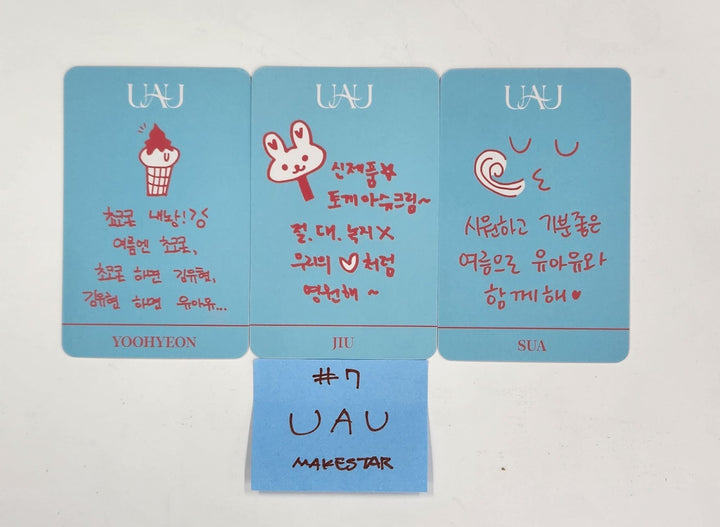 UAU
초코콘 내놔!
여름엔 초코콘,
초코콘 하면 김유현,
김유현 하면 유아유...
YOOHYEON
UAU
신제품
토끼 아슈크림~
절.대.녹지X
우리의 ♡처럼
영원해 ~
JIU
UAU
시원하고 기분좋은
여름으로 유아유와
함께해♥
SUA
#7
UAU
MAKESTAR